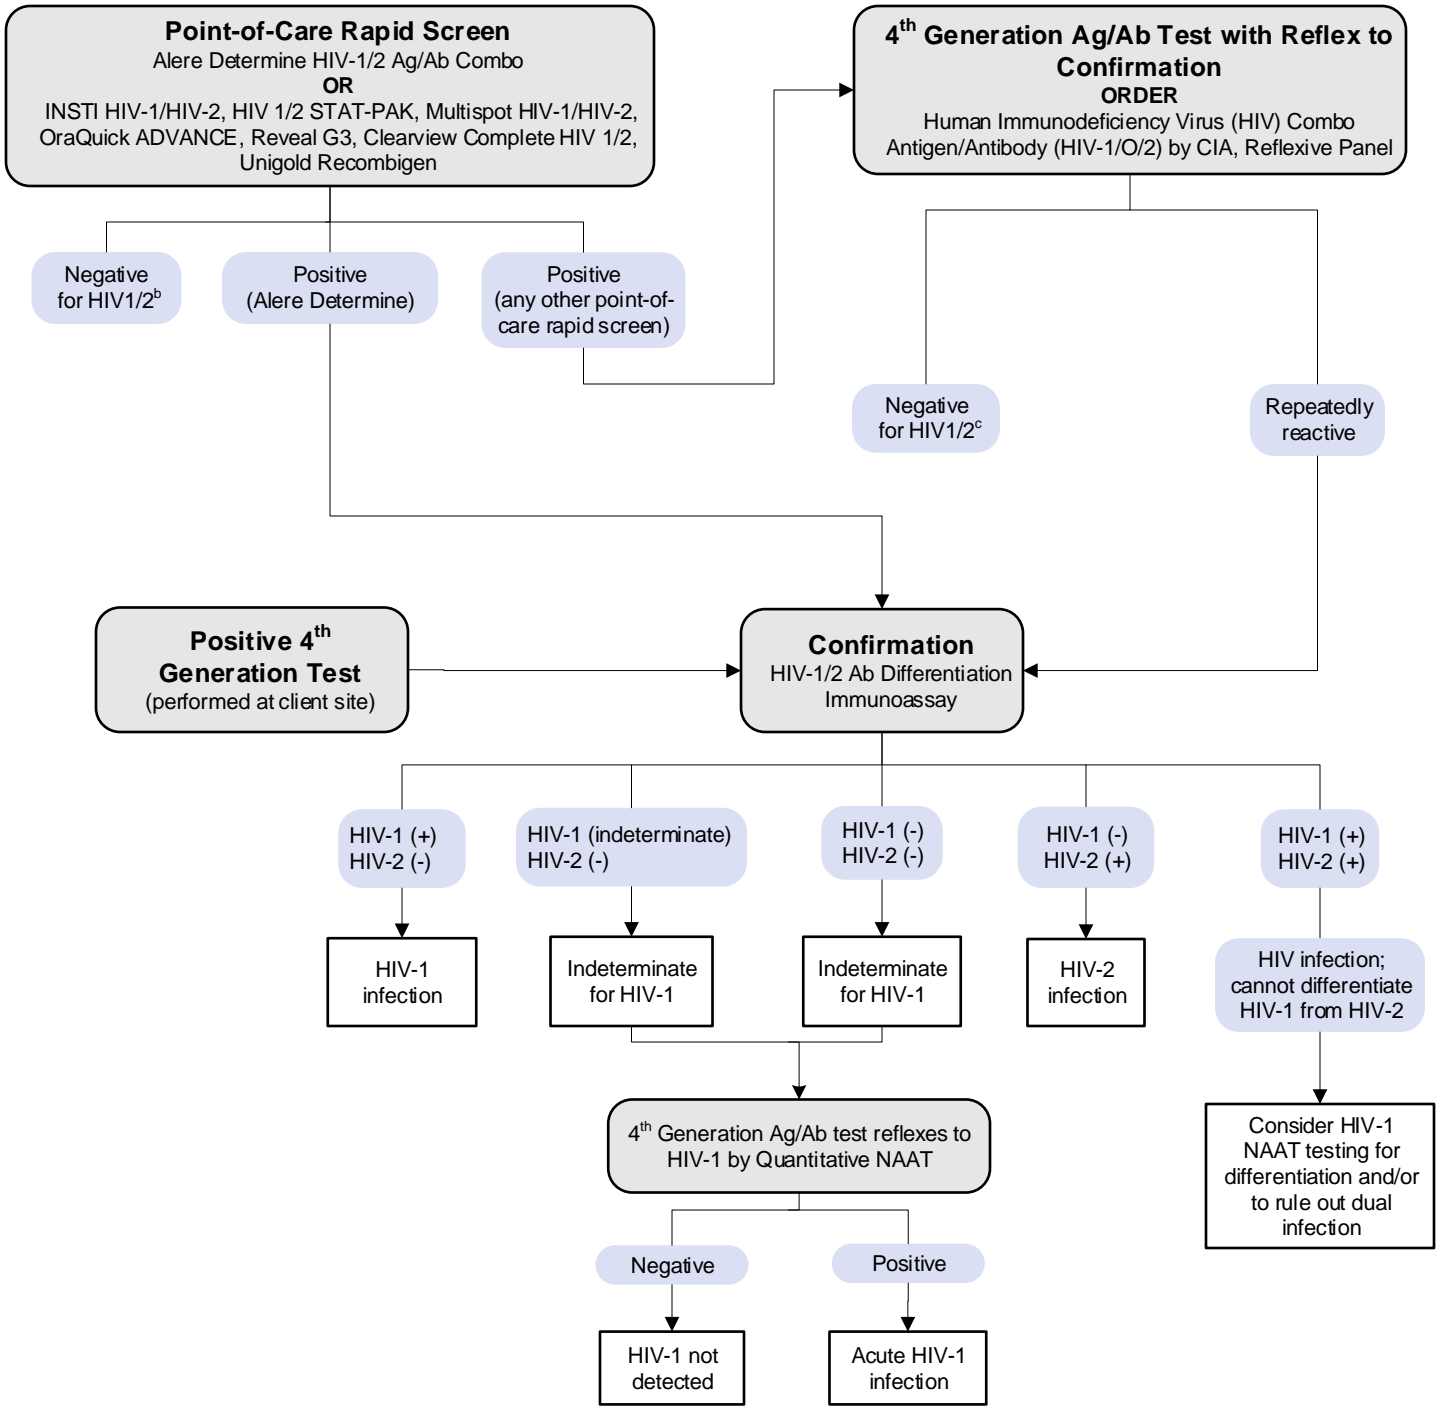 Point-of-Care Rapid Screen
Alere Determine HIV-1/2 Ag/Ab Combo
OR
INSTI HIV-1/HIV-2, HIV 1/2 STAT-PAK, Multispot HIV-1/HIV-2,
OraQuick ADVANCE, Reveal G3, Clearview Complete HIV 1/2,
Unigold Recombigen
4th Generation Ag/Ab Test with Reflex to
Confirmation
ORDER
Human Immunodeficiency Virus (HIV) Combo
Antigen/Antibody (HIV-1/O/2) by CIA, Reflexive Panel
Negative
for HIV1/2b
Positive
(Alere Determine)
Positive
(any other point-of-
care rapid screen)
Negative
for HIV1/2c
Repeatedly
reactive
Positive 4th
Generation Test
(performed at client site)
Confirmation
HIV-1/2 Ab Differentiation
Immunoassay
HIV-1 (+)
HIV-2 (-)
HIV-1 (indeterminate)
HIV-2 (-)
HIV-1 (-)
HIV-2 (-)
HIV-1 (-)
HIV-2 (+)
HIV-1 (+)
HIV-2 (+)
HIV-1
infection
Indeterminate
for HIV-1
Indeterminate
for HIV-1
HIV-2
infection
HIV infection;
cannot differentiate
HIV-1 from HIV-2
4th Generation Ag/Ab test reflexes to
HIV-1 by Quantitative NAAT
Consider HIV-1
NAAT testing for
differentiation and/or
to rule out dual
infection
Negative
Positive
HIV-1 not
detected
Acute HIV-1
infection